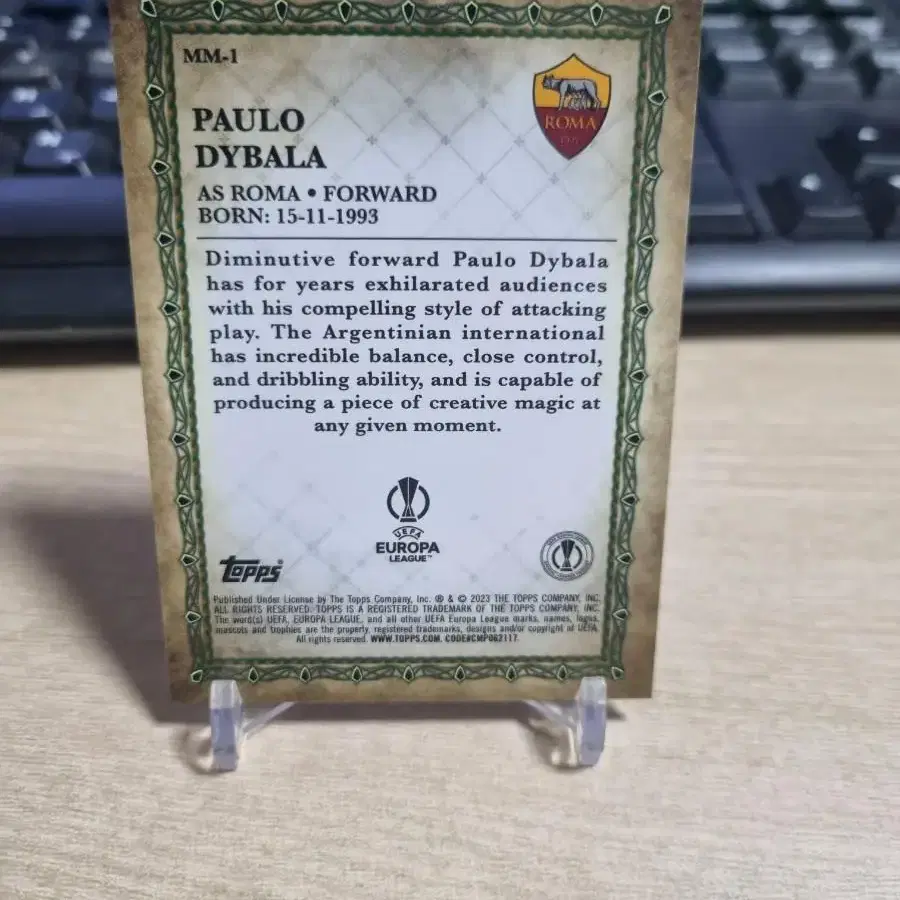 MM-1
ROMA
PAULO
DYBALA
AS ROMA • FORWARD
BORN: 15-11-1993
Diminutive forward Paulo Dybala
has for years exhilarated audiences
with his compelling style of attacking
play. The Argentinian international
has incredible balance, close control,
and dribbling ability, and is capable of
producing a piece of creative magic at
any given moment.
UEFA
EUROPA
LEAGUE™
topps®
Published Under License by The Topps Company, Inc. ® & © 2023 THE TOPPS COMPANY, INC.
ALL RIGHTS RESERVED. TOPPS IS A REGISTERED TRADEMARK OF THE TOPPS COMPANY, INC.
The word(s) UEFA, EUROPA LEAGUE, and all other UEFA Europa League marks, names, logos,
mascots and trophies are the property, registered trademarks, designs and/or copyright of UEFA.
All rights reserved. WWW.TOPPS.COM. CODE#CMP062117.